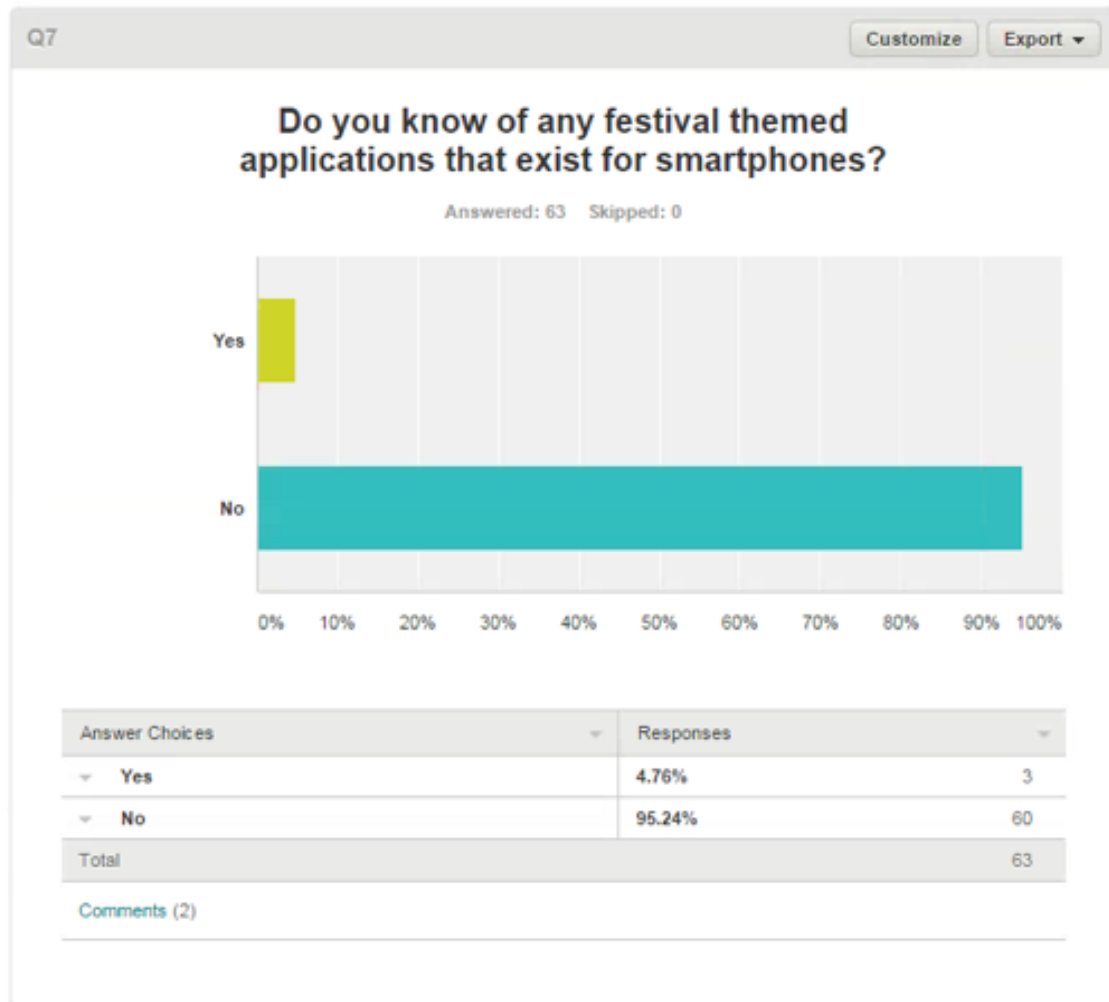 Q7
Customize
Export
Do you know of any festival themed
applications that exist for smartphones?
Answered: 63 Skipped: 0
Yes
No
0% 10% 20% 30% 40% 50% 60% 70% 80% 90% 100%
Answer Choices Responses
Yes 4.76% 3
No 95.24% 60
Total 63
Comments (2)